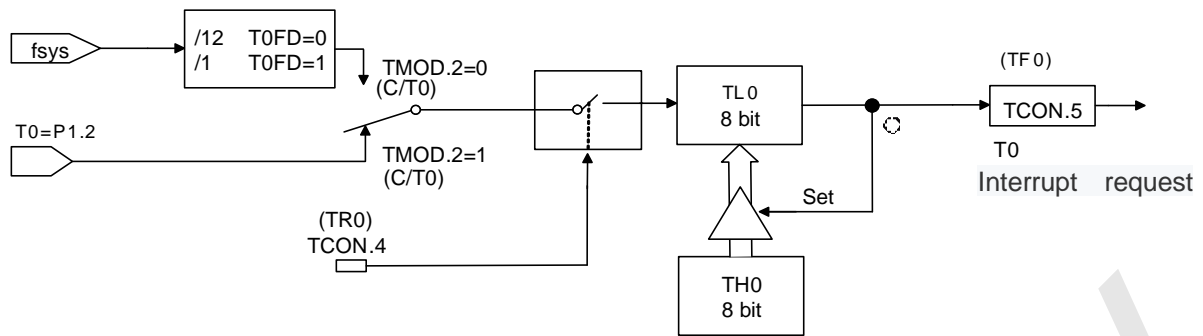 fsys
/12 T0FD=0
/1 T0FD=1
TMOD.2=0
(C/T0)
T0=P1.2
TMOD.2=1
(C/T0)
(TR0)
TCON.4
TL0
8 bit
Set
TH0
8 bit
(TF0)
TCON.5
T0
Interrupt request